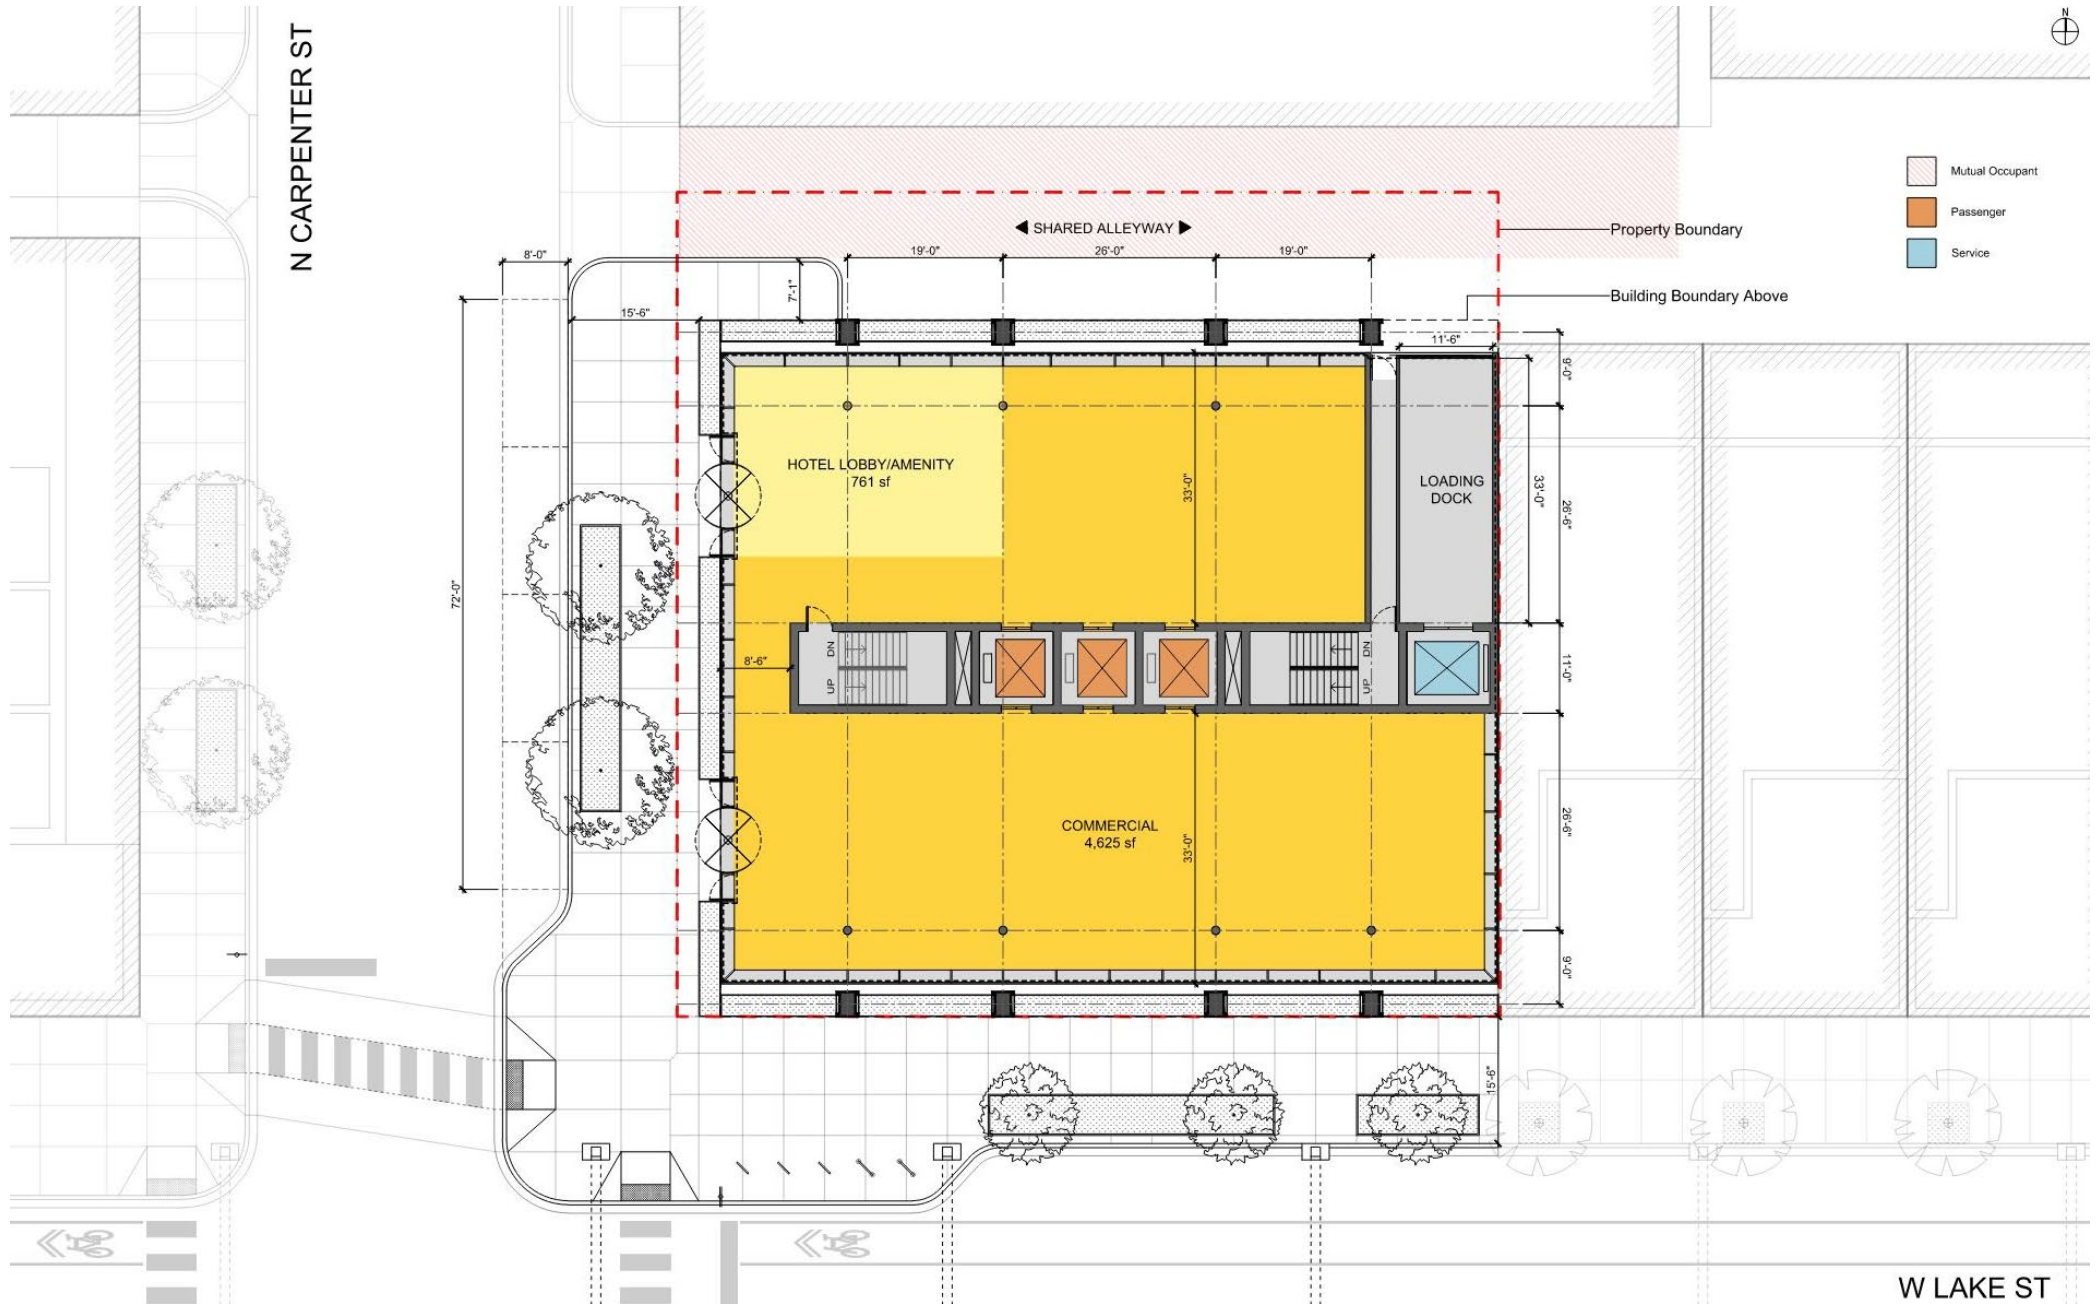 N CARPENTER ST
N
Mutual Occupant
Passenger
Service
◀ SHARED ALLEYWAY ▶
Property Boundary
Building Boundary Above
8'-0"
19'-0"
26'-0"
19'-0"
7'-1"
15'-6"
11'-6"
9'-0"
HOTEL LOBBY/AMENITY
761 sf
33'-0"
LOADING
DOCK
33'-0"
26'-6"
72'-0"
8'-6"
DN
UP
DN
UP
11'-0"
COMMERCIAL
4,625 sf
33'-0"
26'-6"
9'-0"
15'-6"
W LAKE ST